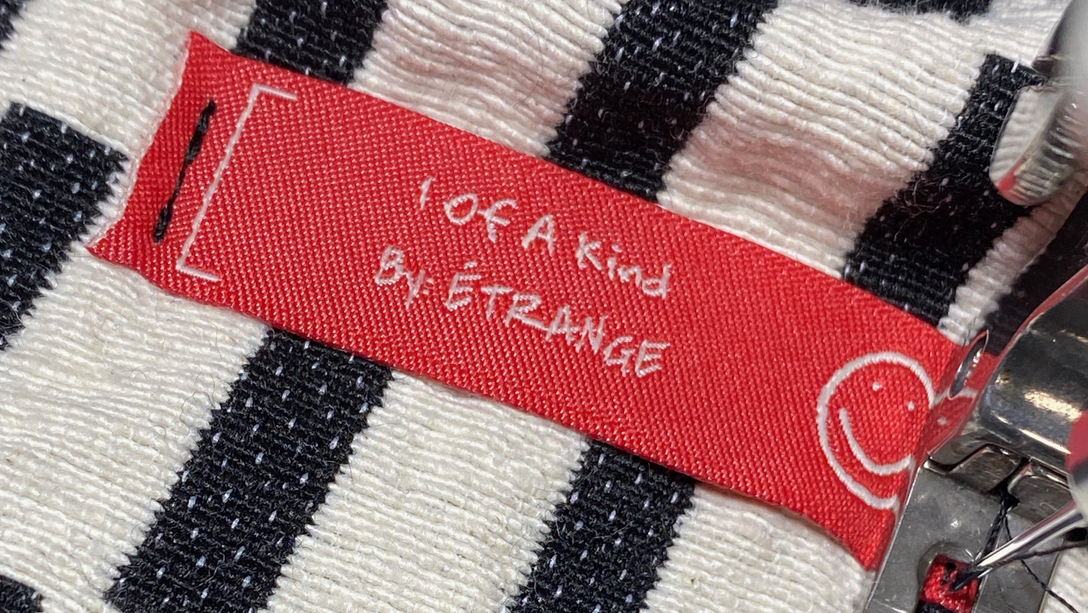 1 Of A Kind
By: ÉTRANGE